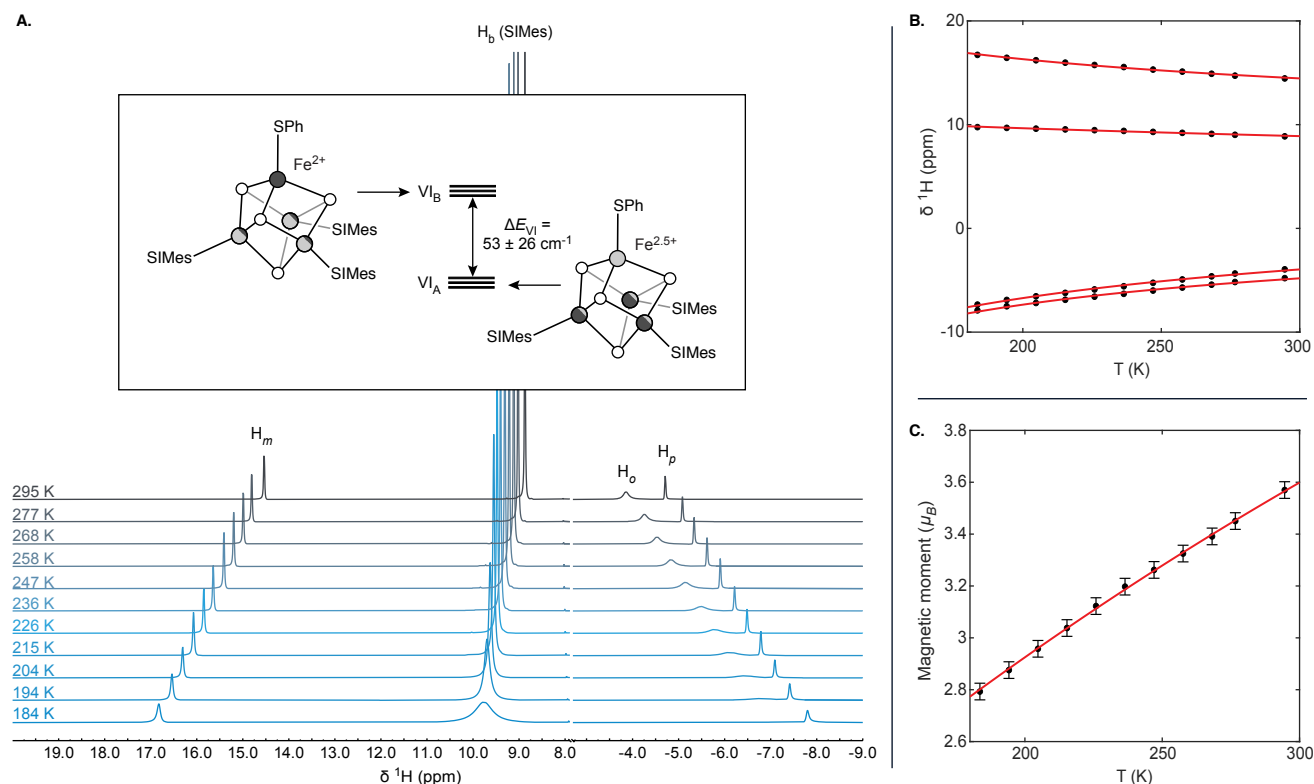 A.
H_b (SIMes)
SPh
Fe2+
SIMes
SIMes
SIMes
VI_B
ΔE_VI =
53 ± 26 cm-1
VI_A
SPh
Fe2.5+
SIMes
SIMes
SIMes
H_m
H_o
H_p
295 K
277 K
268 K
258 K
247 K
236 K
226 K
215 K
204 K
194 K
184 K
19.0 18.0 17.0 16.0 15.0 14.0 13.0 12.0 11.0 10.0 9.0 8.0 -4.0 -5.0 -6.0 -7.0 -8.0 -9.0
δ 1H (ppm)
B.
20
10
0
-10
δ 1H (ppm)
200 250 300
T (K)
C.
3.8
3.6
3.4
3.2
3
2.8
2.6
Magnetic moment (μB)
200 250 300
T (K)